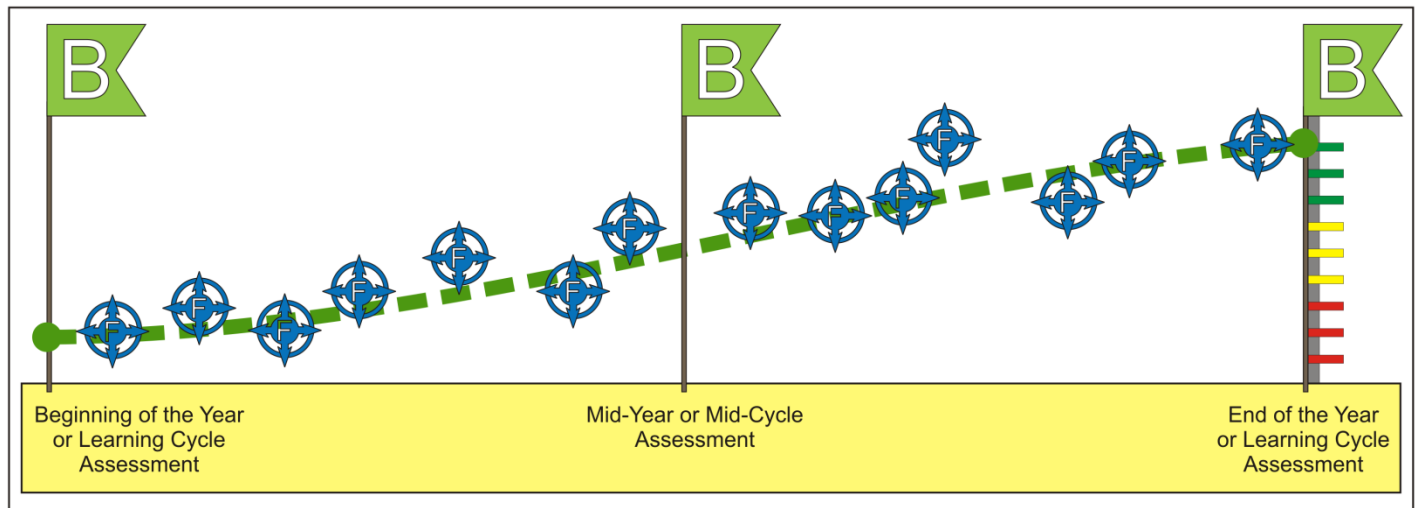 B
B
B
F
F
F
F
F
F
F
F
F
F
F
F
F
F
Beginning of the Year
or Learning Cycle
Assessment
Mid-Year or Mid-Cycle
Assessment
End of the Year
or Learning Cycle
Assessment